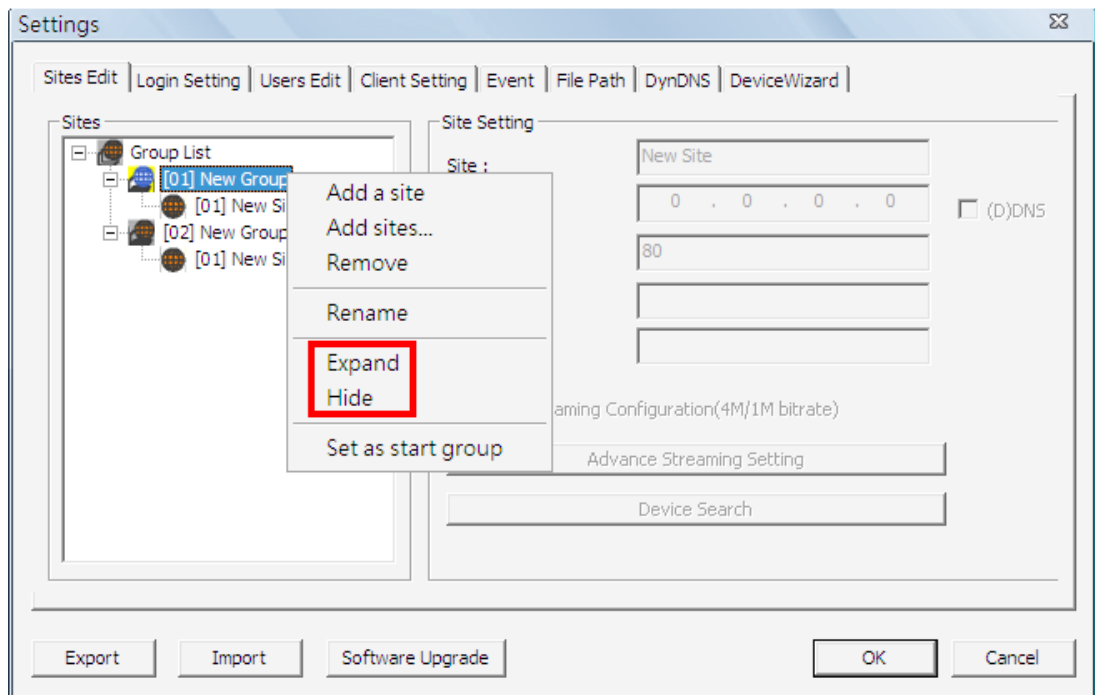 Settings
Sites Edit Login Setting Users Edit Client Setting Event File Path DynDNS DeviceWizard
Sites
Group List
[01] New Group
[01] New Si
[02] New Group
[01] New Si
Add a site
Add sites...
Remove
Rename
Expand
Hide
Set as start group
Site Setting
Site :
New Site
0 . 0 . 0 . 0
(D)DNS
80
aming Configuration(4M/1M bitrate)
Advance Streaming Setting
Device Search
Export Import Software Upgrade OK Cancel